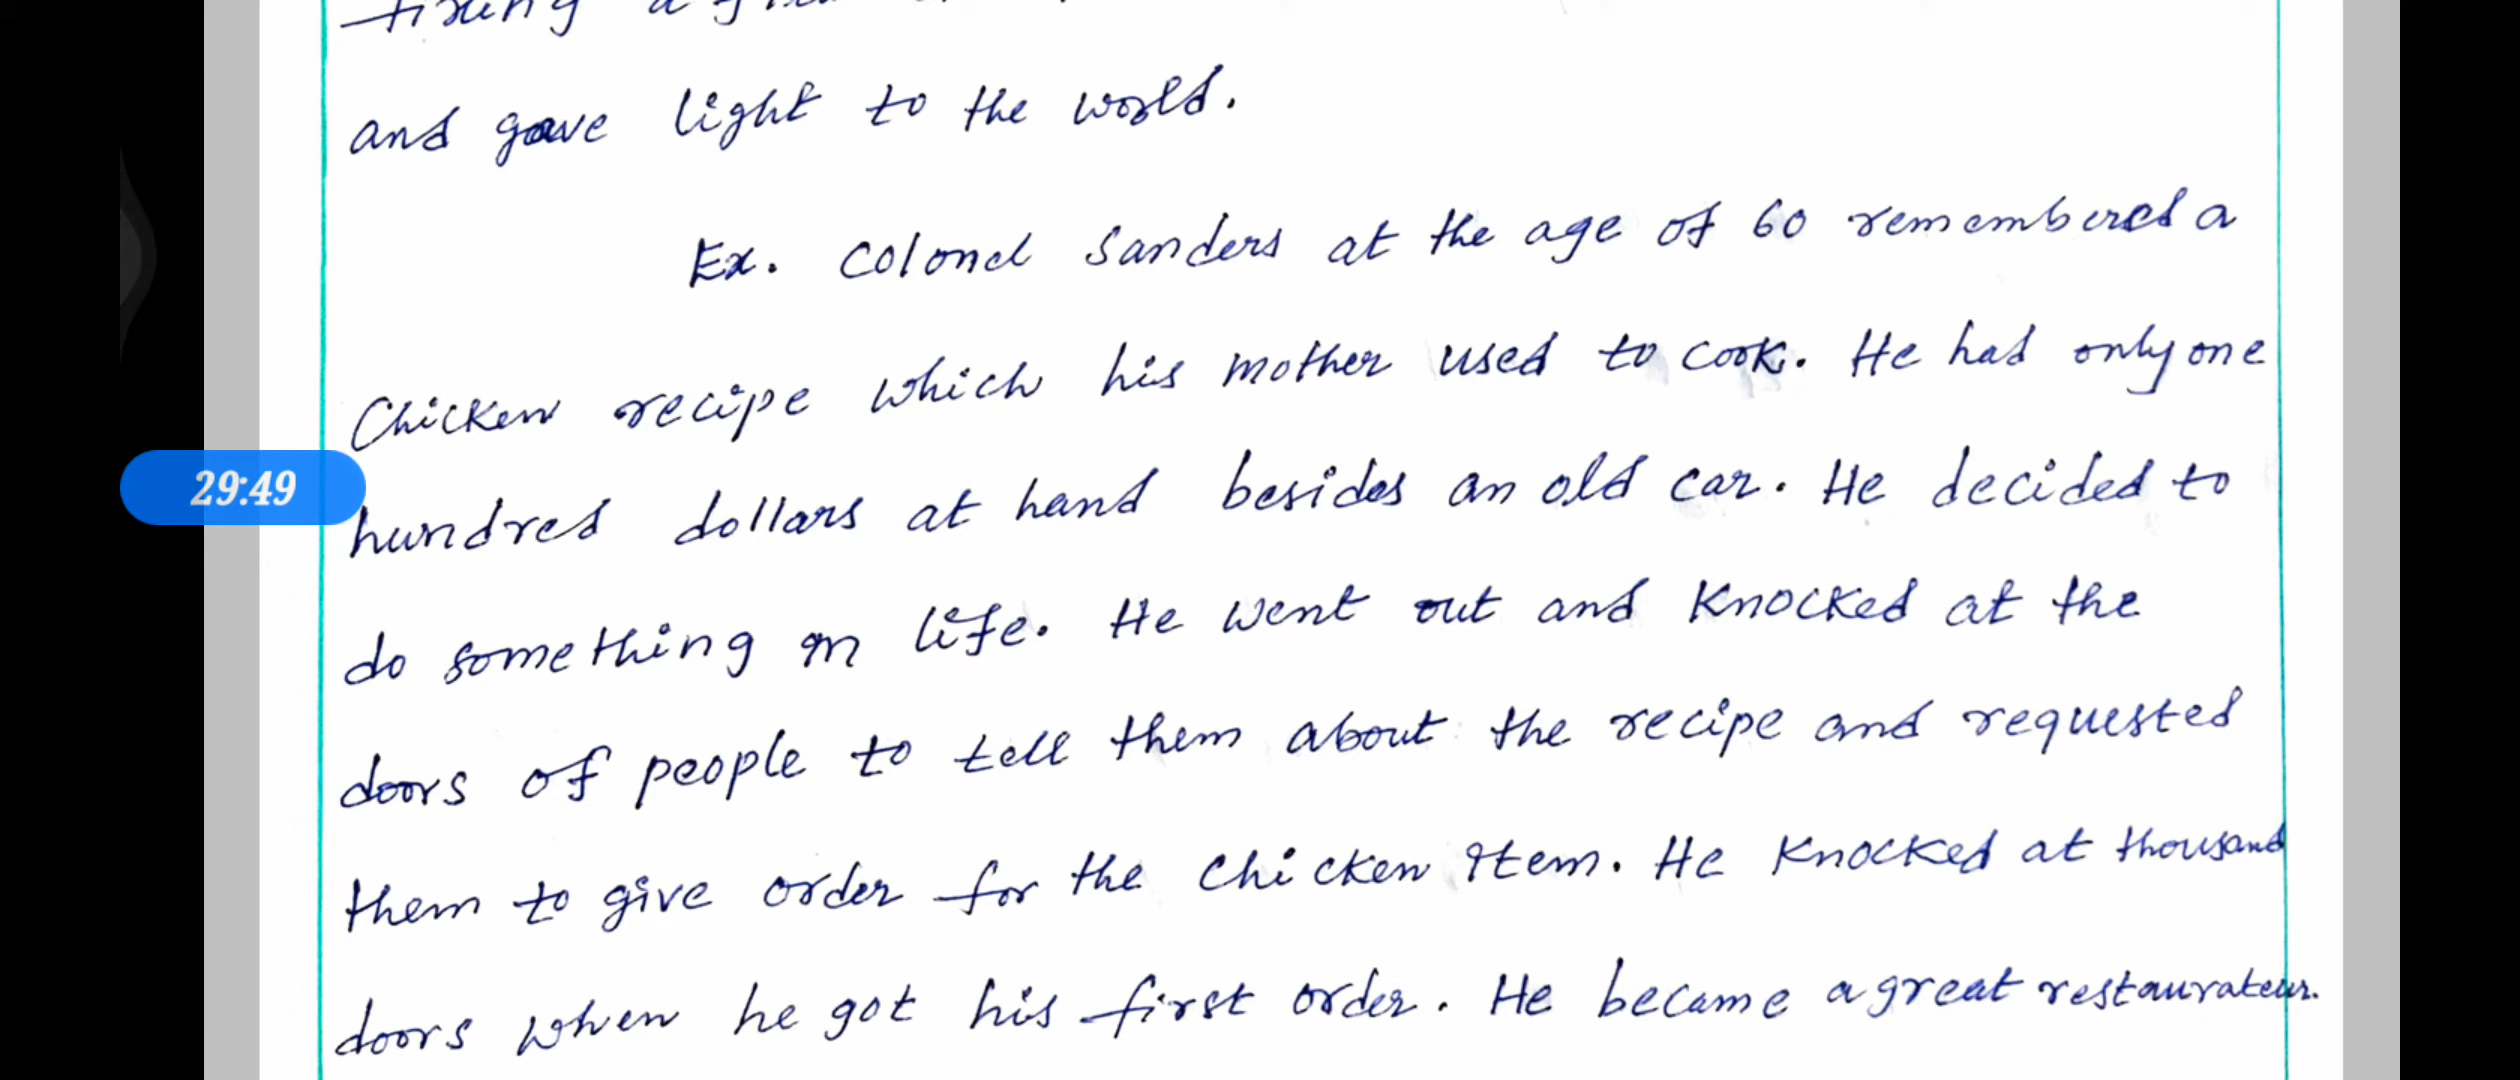 and gave light to the world.
Ex. Colonel Sanders at the age of 60 remembered a
Chicken recipe which his mother used to cook. He had only one
29:49
hundred dollars at hand besides an old car. He decided to
do something in life. He went out and knocked at the
doors of people to tell them about the recipe and requested
them to give order for the chicken item. He knocked at thousand
doors when he got his first order. He became a great restaurateur.